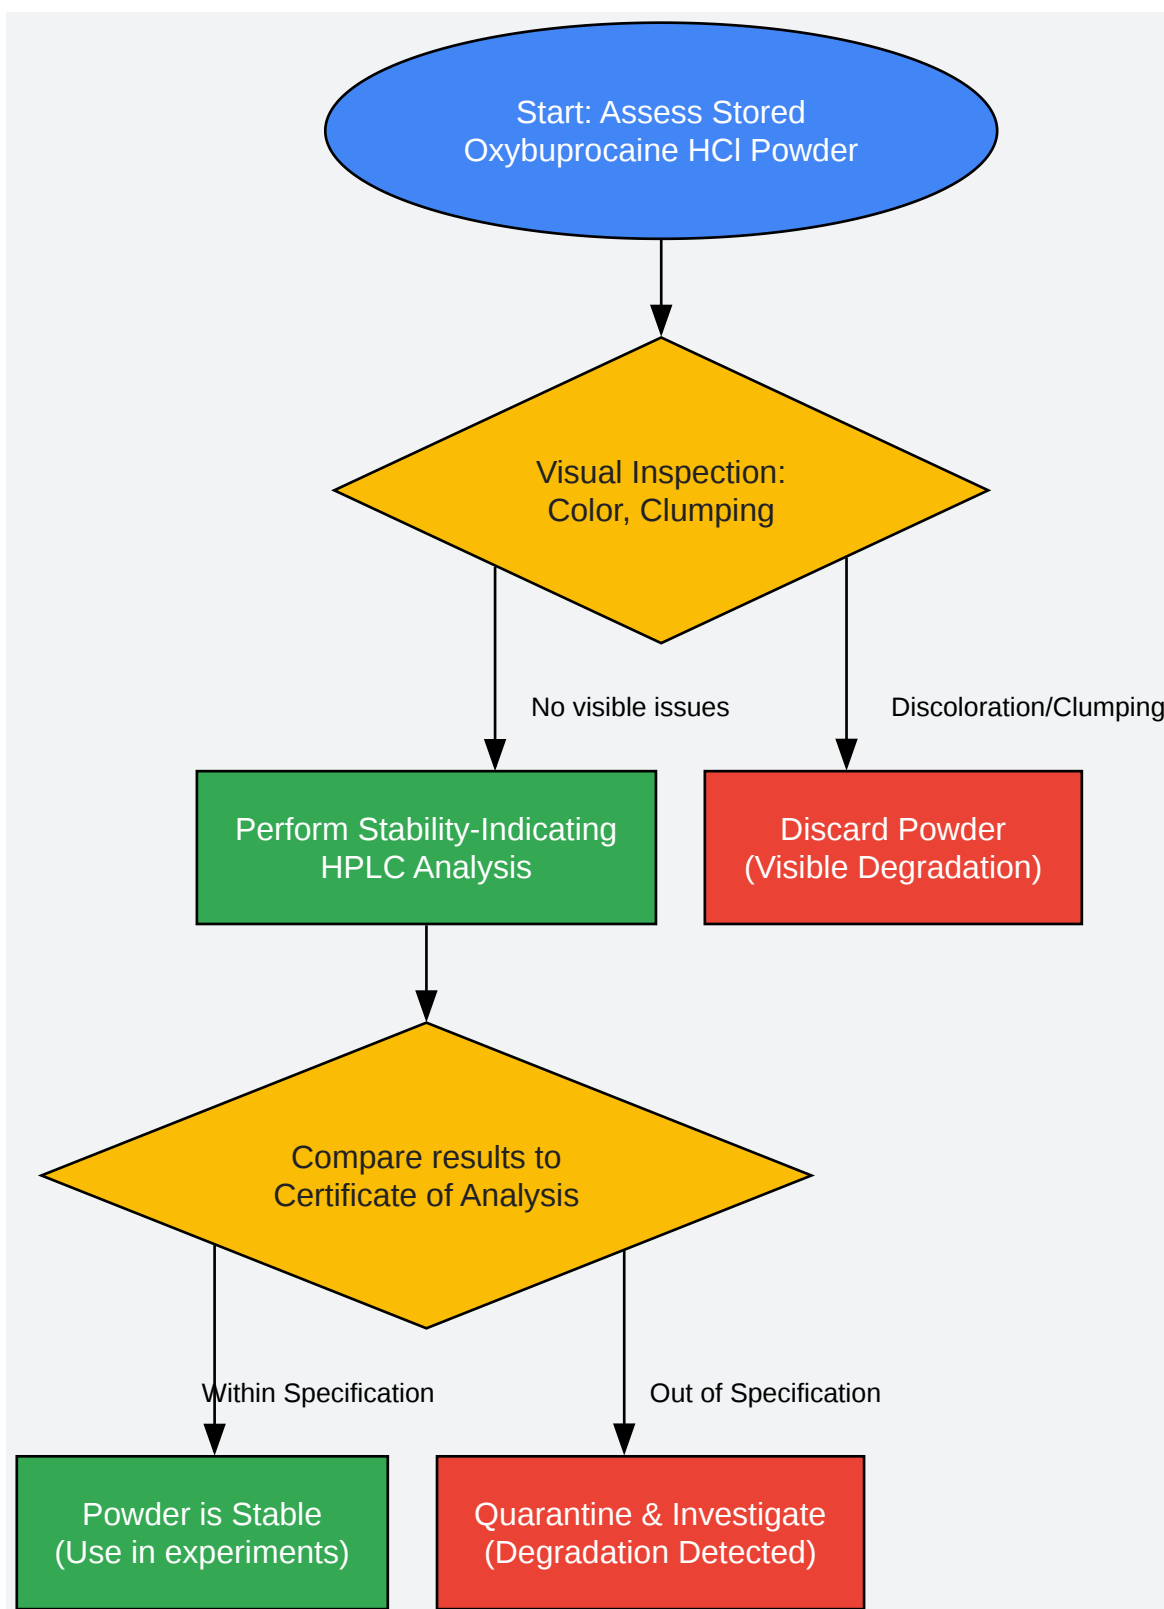 Start: Assess Stored
Oxybuprocaine HCl Powder
Visual Inspection:
Color, Clumping
No visible issues
Discoloration/Clumping
Perform Stability-Indicating
HPLC Analysis
Discard Powder
(Visible Degradation)
Compare results to
Certificate of Analysis
Within Specification
Out of Specification
Powder is Stable
(Use in experiments)
Quarantine & Investigate
(Degradation Detected)